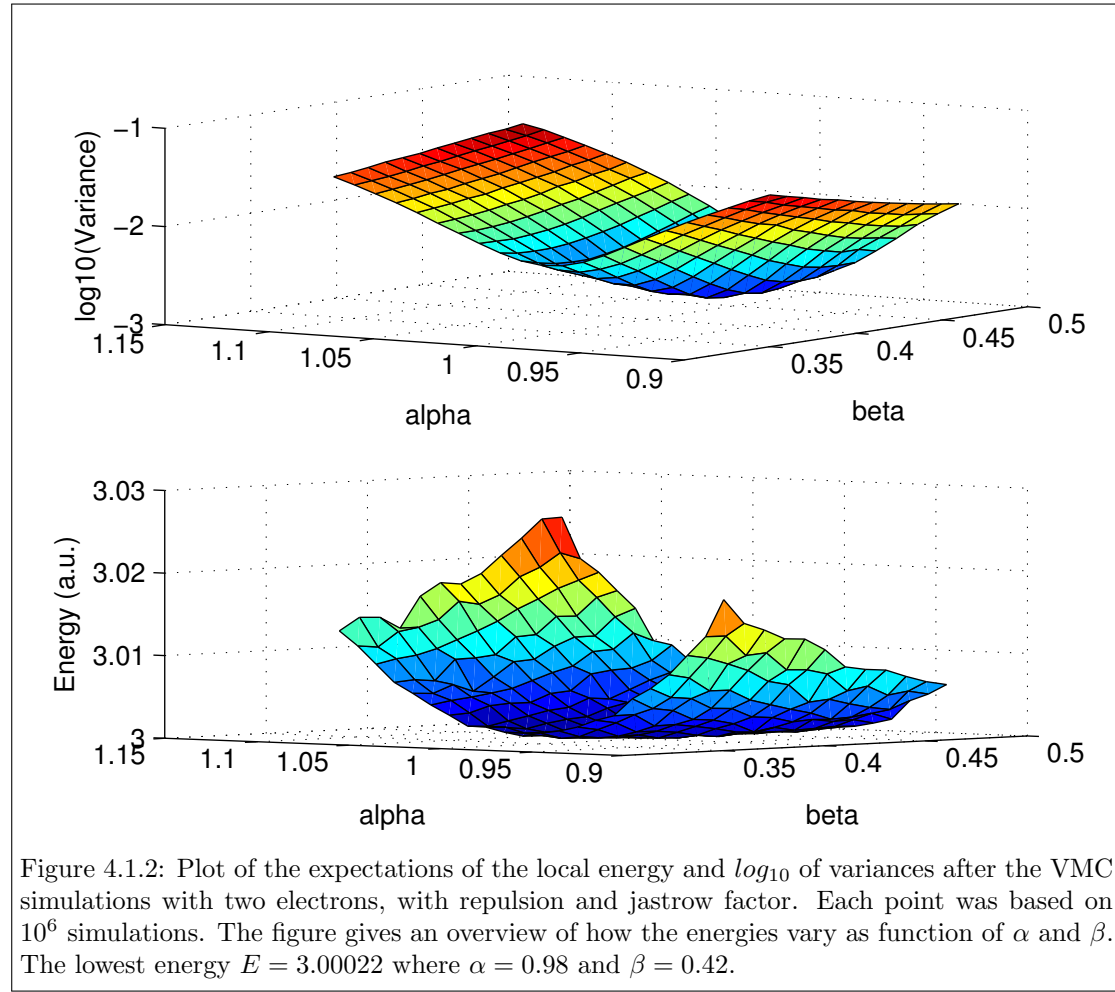 −1
−2
−3
log10(Variance)
1.15
1.1
1.05
1
0.95
0.9
alpha
0.35
0.4
0.45
0.5
beta
3.03
3.02
3.01
3
Energy (a.u.)
1.15
1.1
1.05
1
0.95
0.9
alpha
0.35
0.4
0.45
0.5
beta
Figure 4.1.2: Plot of the expectations of the local energy and log₁₀ of variances after the VMC
simulations with two electrons, with repulsion and jastrow factor. Each point was based on
10⁶ simulations. The figure gives an overview of how the energies vary as function of α and β.
The lowest energy E = 3.00022 where α = 0.98 and β = 0.42.